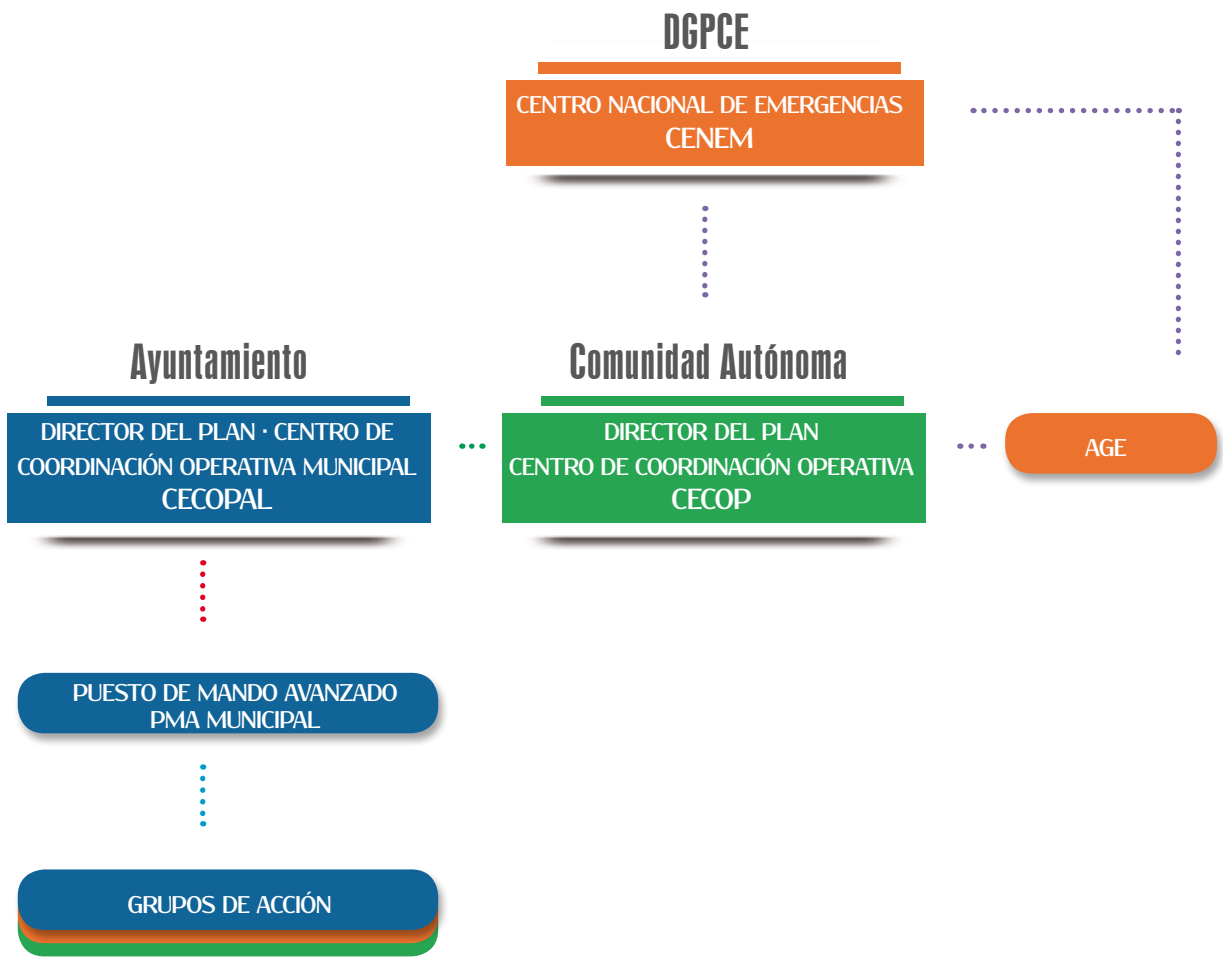 DGPCE
CENTRO NACIONAL DE EMERGENCIAS
CENEM
Ayuntamiento
DIRECTOR DEL PLAN · CENTRO DE
COORDINACIÓN OPERATIVA MUNICIPAL
CECOPAL
Comunidad Autónoma
DIRECTOR DEL PLAN
CENTRO DE COORDINACIÓN OPERATIVA
CECOP
AGE
PUESTO DE MANDO AVANZADO
PMA MUNICIPAL
GRUPOS DE ACCIÓN